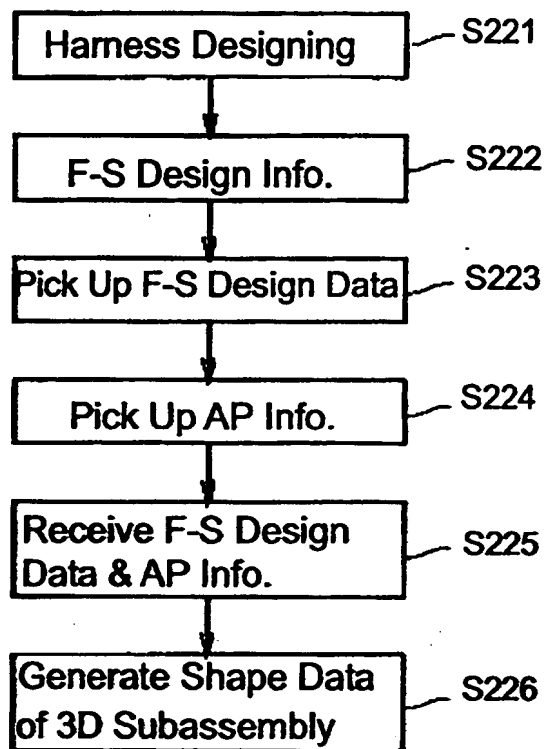 Harness Designing
S221
F-S Design Info.
S222
Pick Up F-S Design Data
S223
Pick Up AP Info.
S224
Receive F-S Design
Data & AP Info.
S225
Generate Shape Data
of 3D Subassembly
S226